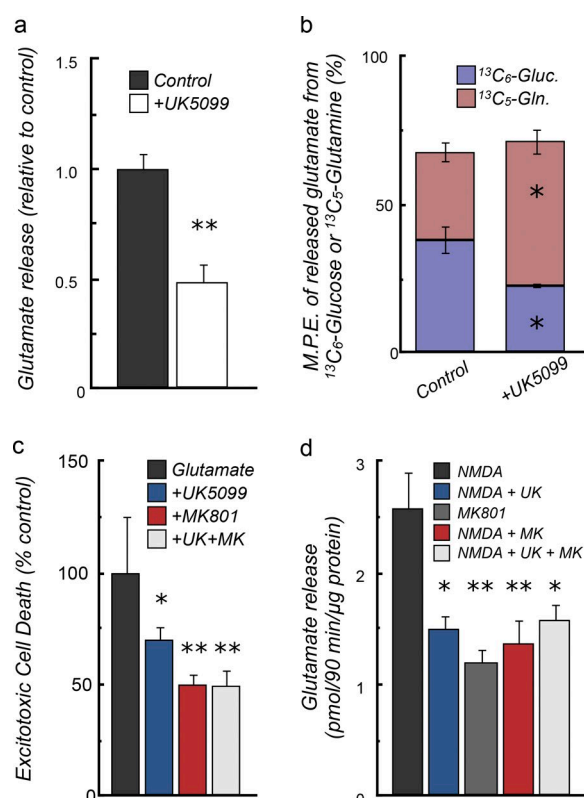 a
Glutamate release (relative to control)
Control
+UK5099
1.0
0.5
0
**
b
M.P.E. of released glutamate from
¹³C₆-Glucose or ¹³C₅-Glutamine (%)
¹³C₆-Gluc.
¹³C₅-Gln.
100
50
0
*
*
Control
+UK5099
c
Excitotoxic Cell Death (% control)
Glutamate
+UK5099
+MK801
+UK+MK
150
100
50
0
*
**
**
d
Glutamate release
(pmol/90 min/µg protein)
NMDA
NMDA + UK
MK801
NMDA + MK
NMDA + UK + MK
3
2
1
0
*
**
**
*